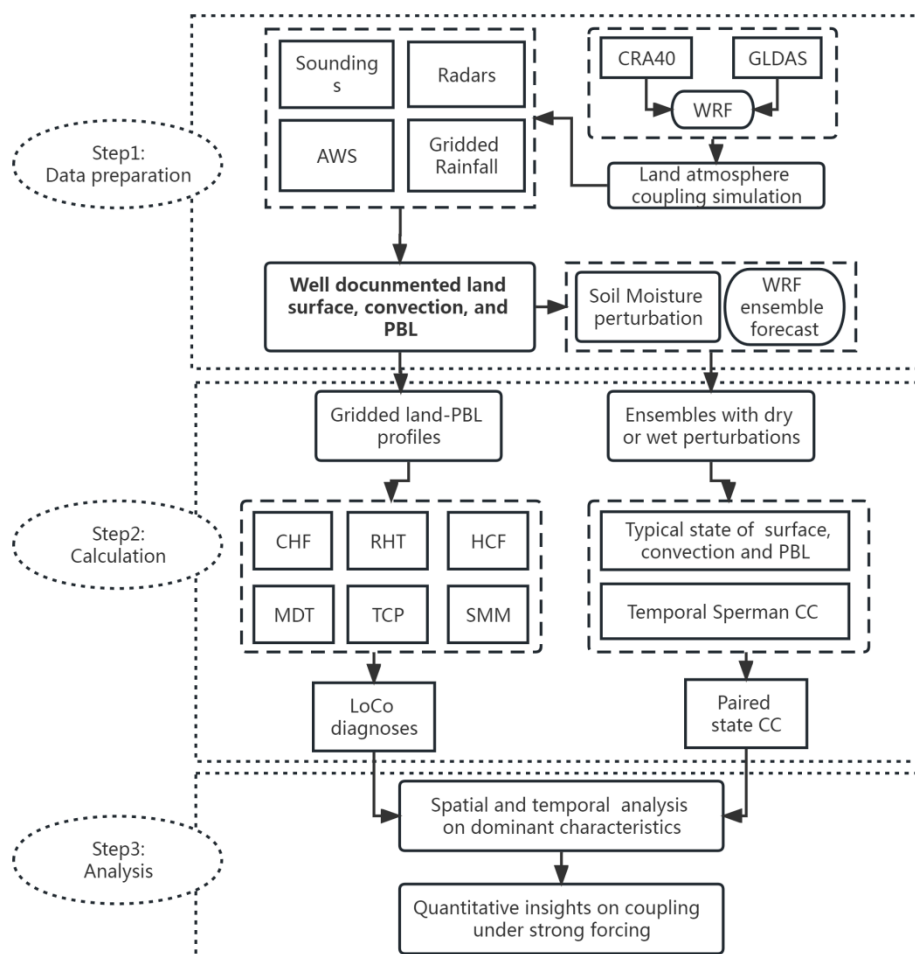 Sounding
s
Radars
AWS
Gridded
Rainfall
CRA40
GLDAS
WRF
Land atmosphere
coupling simulation
Step1:
Data preparation
Well documnented land
surface, convection, and
PBL
Soil Moisture
perturbation
WRF
ensemble
forecast
Gridded land-PBL
profiles
Ensembles with dry
or wet perturbations
Step2:
Calculation
CHF
RHT
HCF
MDT
TCP
SMM
Typical state of surface,
convection and PBL
Temporal Sperman CC
LoCo
diagnoses
Paired
state CC
Step3:
Analysis
Spatial and temporal analysis
on dominant characteristics
Quantitative insights on coupling
under strong forcing